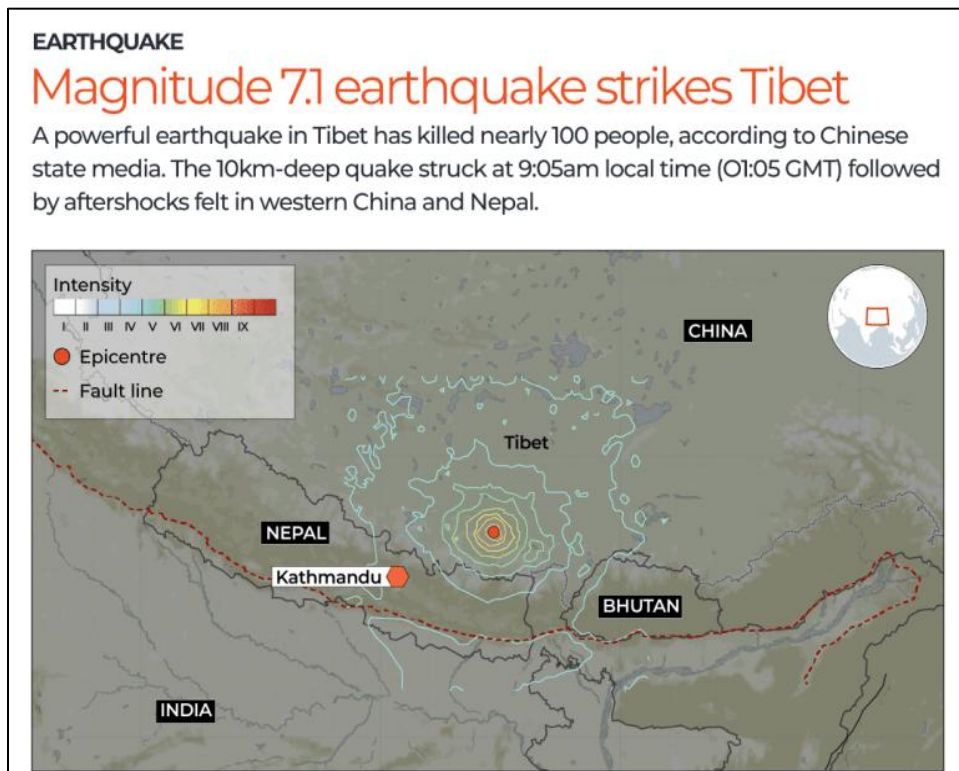 EARTHQUAKE
Magnitude 7.1 earthquake strikes Tibet
A powerful earthquake in Tibet has killed nearly 100 people, according to Chinese
state media. The 10km-deep quake struck at 9:05am local time (O1:05 GMT) followed
by aftershocks felt in western China and Nepal.
Intensity
I II III IV V VI VII VIII IX
Epicentre
Fault line
CHINA
Tibet
NEPAL
Kathmandu
BHUTAN
INDIA